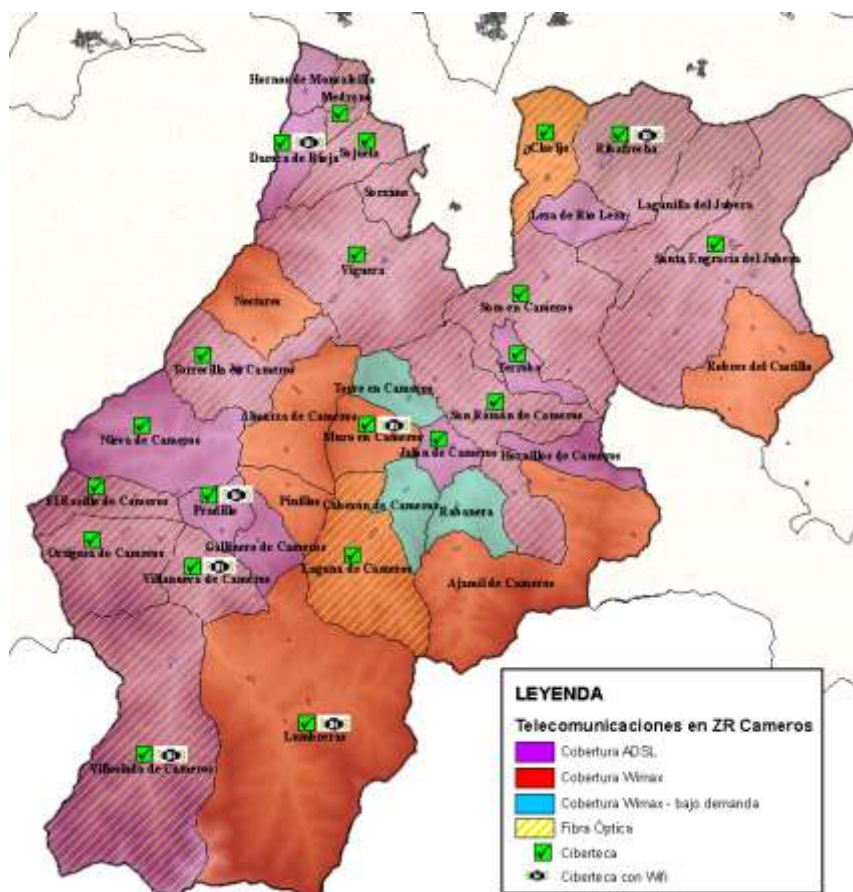 Hornos de Moncalvillo
Medrano
Daroca de Rioja
Sojuela
Sorzano
Clavijo
Ribafrecha
Leza de Río Leza
Lagunilla del Jubera
Santa Engracia del Jubera
Viguera
Nestares
Soto en Cameros
Torrecilla en Cameros
Terroba
Robres del Castillo
Torre en Cameros
Almarza de Cameros
San Román de Cameros
Nieva de Cameros
Muro en Cameros
Jalón de Cameros
Hornillos de Cameros
El Rasillo de Cameros
Pradillo
Pinillos
Cabezón de Cameros
Rabanera
Ortigosa de Cameros
Gallinero de Cameros
Villanueva de Cameros
Laguna de Cameros
Ajamil de Cameros
Lumbreras
Villoslada de Cameros
LEYENDA
Telecomunicaciones en ZR Cameros
Cobertura ADSL
Cobertura Wimax
Cobertura Wimax - bajo demanda
Fibra Óptica
Ciberteca
Ciberteca con Wifi